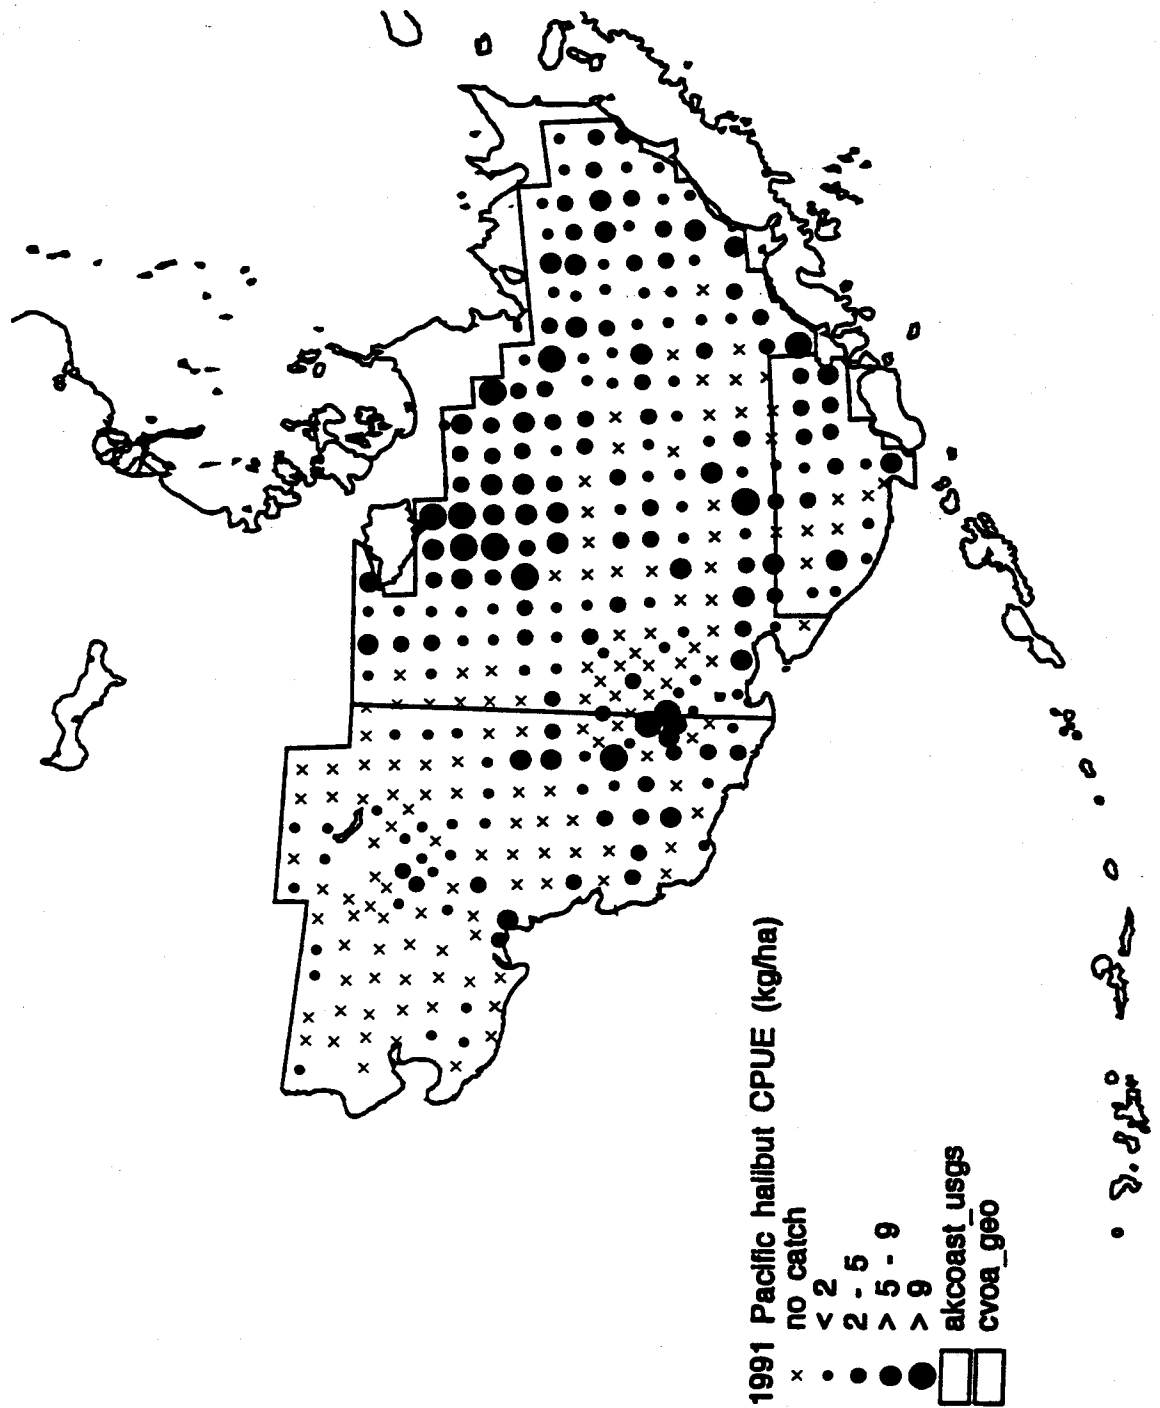 1991 Pacific halibut CPUE (kg/ha)
no catch
< 2
2 - 5
> 5 - 9
> 9
akcoast_usgs
cvoa_geo